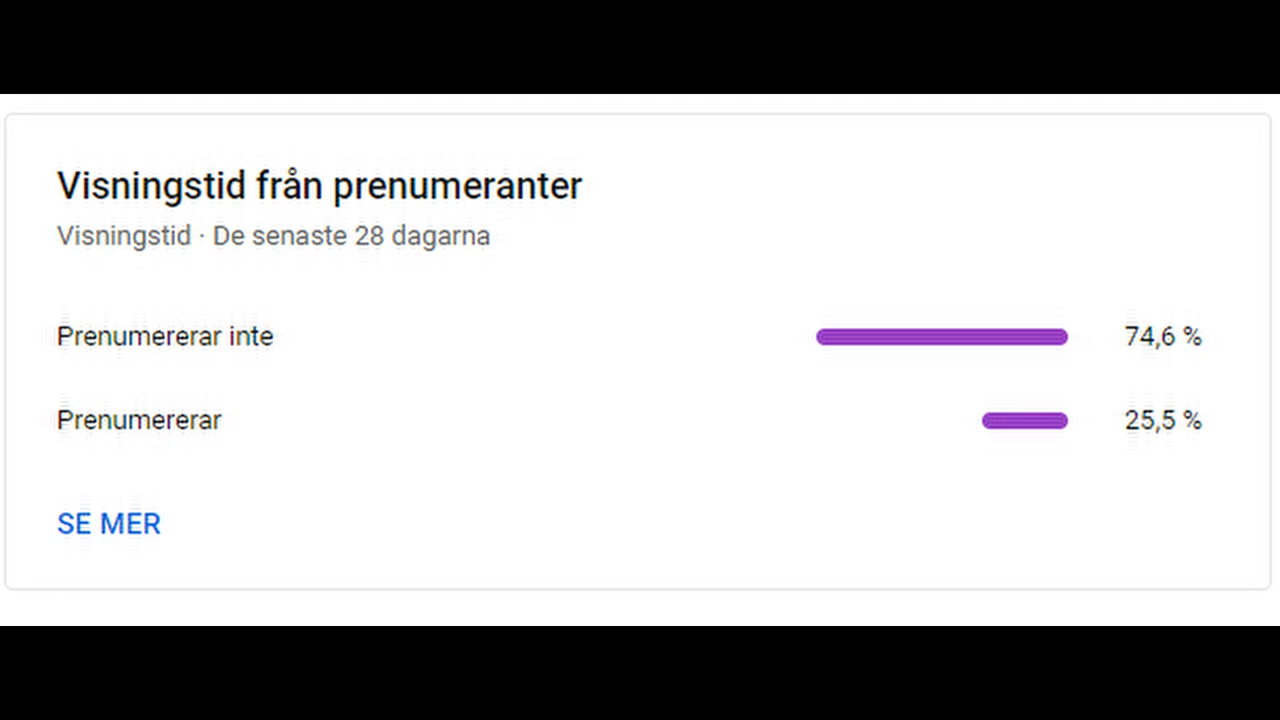 Visningstid från prenumeranter
Visningstid · De senaste 28 dagarna
Prenumererar inte 74,6 %
Prenumererar 25,5 %
SE MER